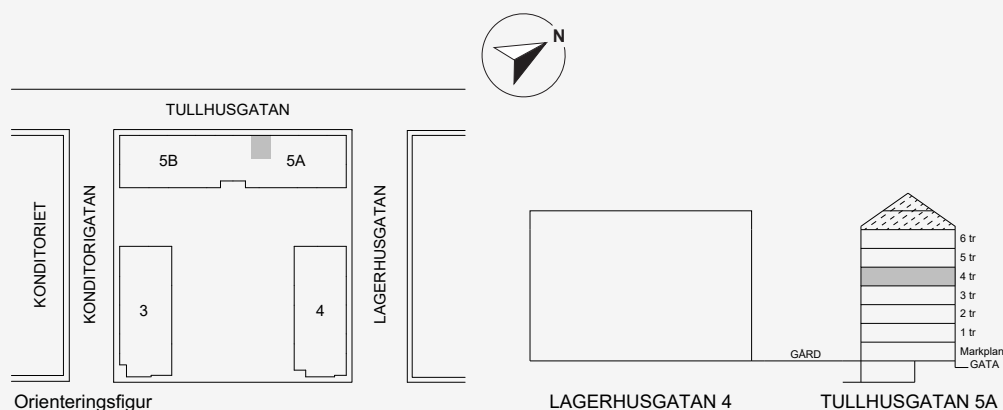 N
TULLHUSGATAN
5B
5A
KONDITORIET
KONDITORIGATAN
LAGERHUSGATAN
3
4
Orienteringsfigur
6 tr
5 tr
4 tr
3 tr
2 tr
1 tr
Markplan
GÅRD
GATA
LAGERHUSGATAN 4
TULLHUSGATAN 5A